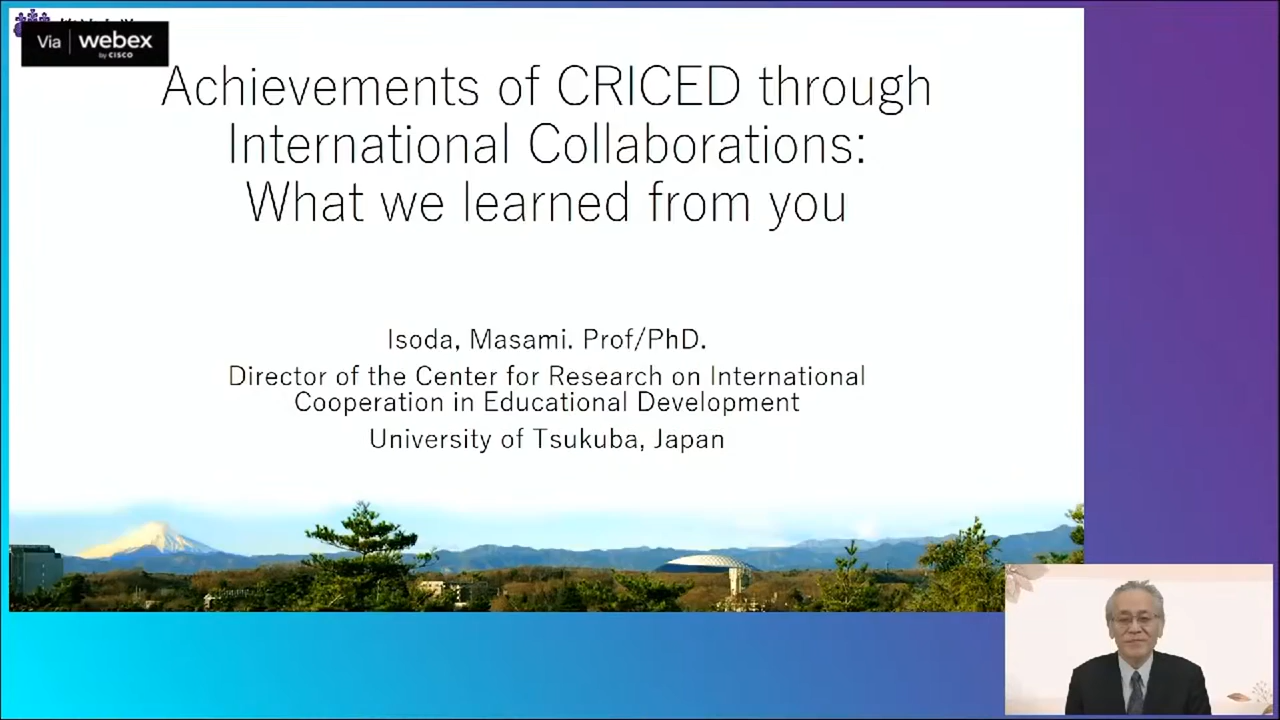 Via webex
by CISCO
Achievements of CRICED through
International Collaborations:
What we learned from you
Isoda, Masami. Prof/PhD.
Director of the Center for Research on International
Cooperation in Educational Development
University of Tsukuba, Japan